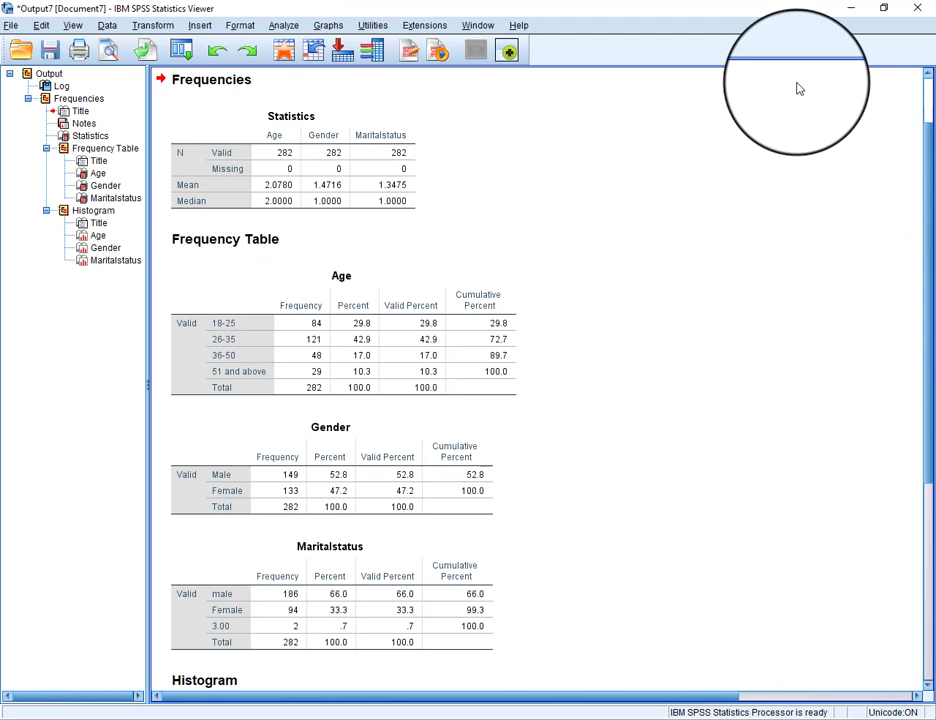 *Output7 [Document7] - IBM SPSS Statistics Viewer
File Edit View Data Transform Insert Format Analyze Graphs Utilities Extensions Window Help
Output
Log
Frequencies
Title
Notes
Statistics
Frequency Table
Title
Age
Gender
Maritalstatus
Histogram
Title
Age
Gender
Maritalstatus
Frequencies
Statistics
Age Gender Maritalstatus
N Valid 282 282 282
Missing 0 0 0
Mean 2.0780 1.4716 1.3475
Median 2.0000 1.0000 1.0000
Frequency Table
Age
Frequency Percent Valid Percent Cumulative Percent
Valid 18-25 84 29.8 29.8 29.8
26-35 121 42.9 42.9 72.7
36-50 48 17.0 17.0 89.7
51 and above 29 10.3 10.3 100.0
Total 282 100.0 100.0
Gender
Frequency Percent Valid Percent Cumulative Percent
Valid Male 149 52.8 52.8 52.8
Female 133 47.2 47.2 100.0
Total 282 100.0 100.0
Maritalstatus
Frequency Percent Valid Percent Cumulative Percent
Valid male 186 66.0 66.0 66.0
Female 94 33.3 33.3 99.3
3.00 2 .7 .7 100.0
Total 282 100.0 100.0
Histogram
IBM SPSS Statistics Processor is ready Unicode:ON